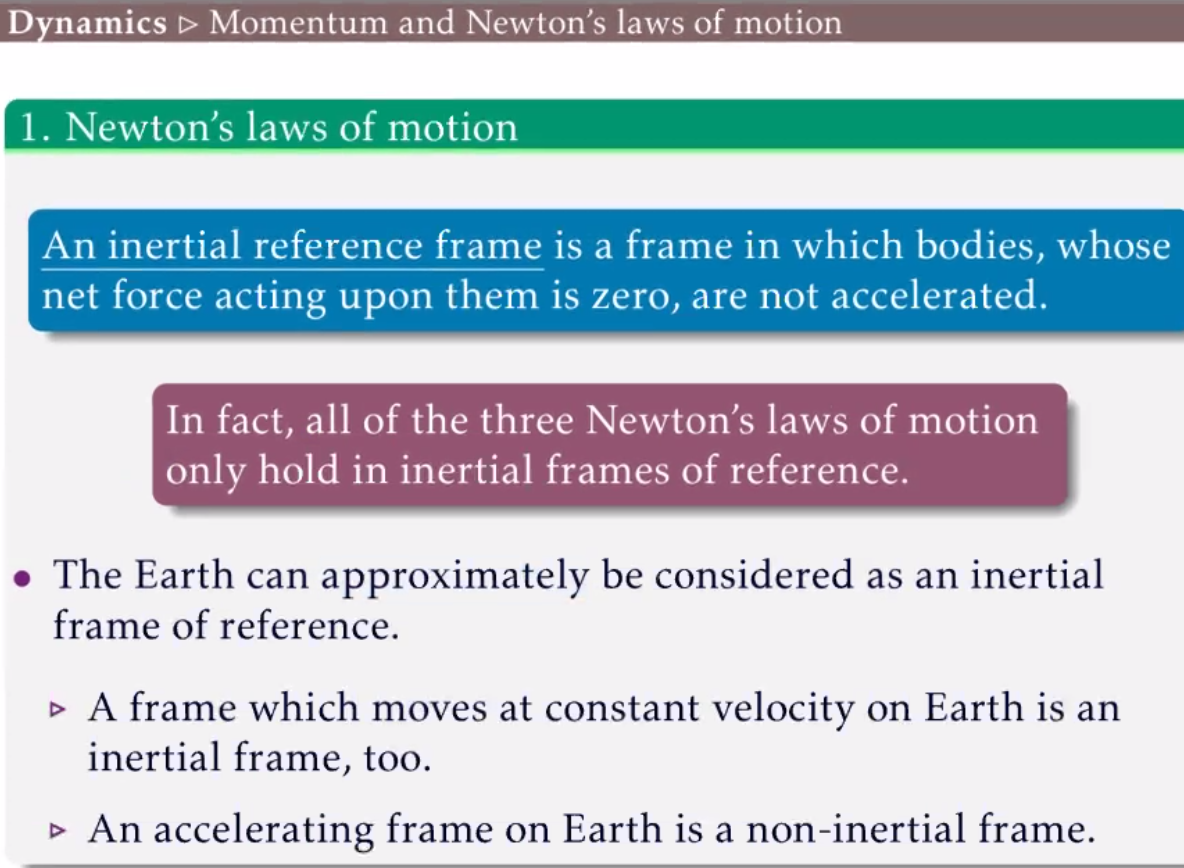 Dynamics ▷ Momentum and Newton's laws of motion
1. Newton's laws of motion
An inertial reference frame is a frame in which bodies, whose
net force acting upon them is zero, are not accelerated.
In fact, all of the three Newton's laws of motion
only hold in inertial frames of reference.
• The Earth can approximately be considered as an inertial
frame of reference.
▷ A frame which moves at constant velocity on Earth is an
inertial frame, too.
▷ An accelerating frame on Earth is a non-inertial frame.